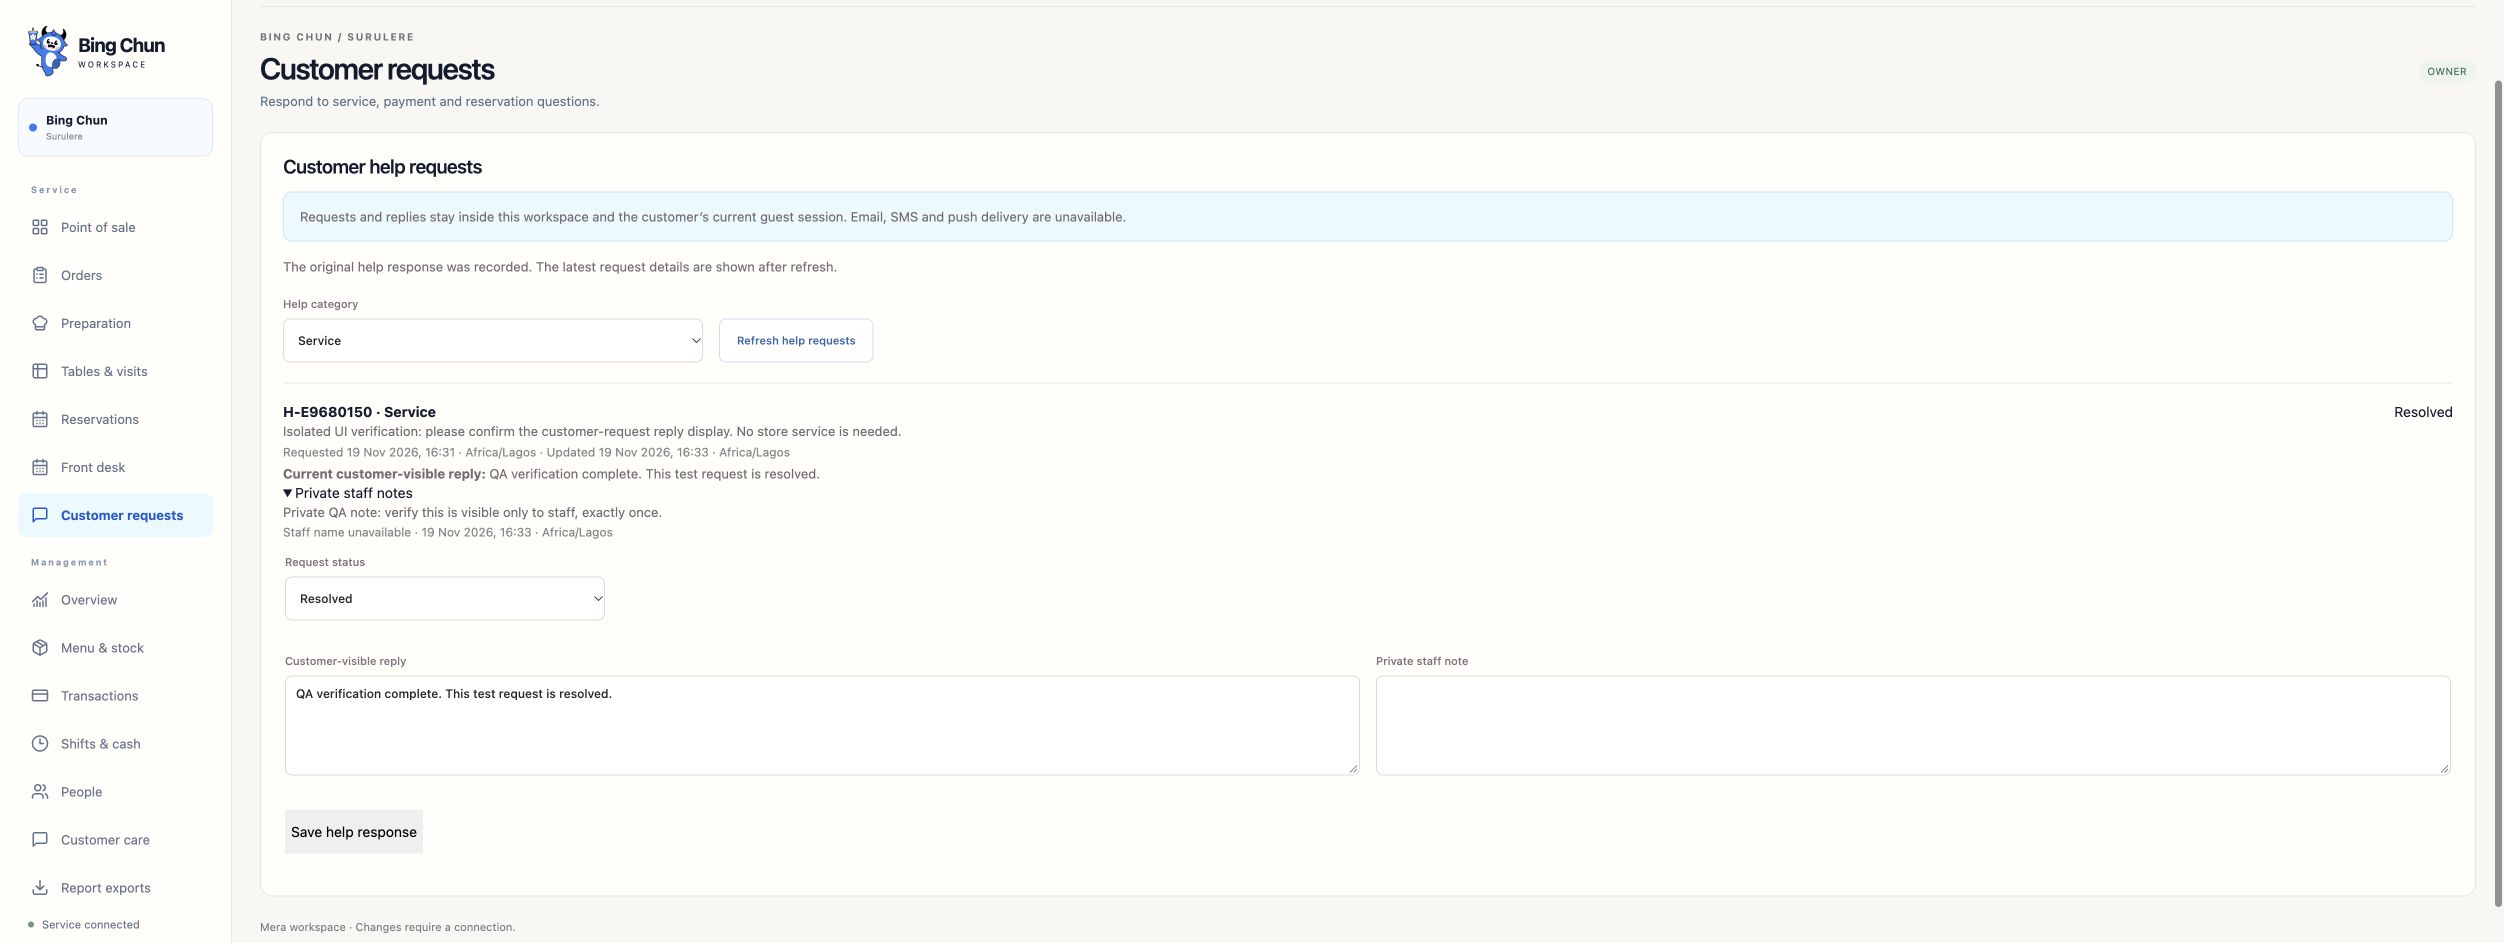 Bing Chun
WORKSPACE
Bing Chun
Surulere
Service
Point of sale
Orders
Preparation
Tables & visits
Reservations
Front desk
Customer requests
Management
Overview
Menu & stock
Transactions
Shifts & cash
People
Customer care
Report exports
Service connected
BING CHUN / SURULERE
Customer requests
OWNER
Respond to service, payment and reservation questions.
Customer help requests
Requests and replies stay inside this workspace and the customer's current guest session. Email, SMS and push delivery are unavailable.
The original help response was recorded. The latest request details are shown after refresh.
Help category
Service
Refresh help requests
H-E9680150 · Service
Resolved
Isolated UI verification: please confirm the customer-request reply display. No store service is needed.
Requested 19 Nov 2026, 16:31 · Africa/Lagos · Updated 19 Nov 2026, 16:33 · Africa/Lagos
Current customer-visible reply: QA verification complete. This test request is resolved.
Private staff notes
Private QA note: verify this is visible only to staff, exactly once.
Staff name unavailable · 19 Nov 2026, 16:33 · Africa/Lagos
Request status
Resolved
Customer-visible reply
QA verification complete. This test request is resolved.
Private staff note
Save help response
Mera workspace · Changes require a connection.